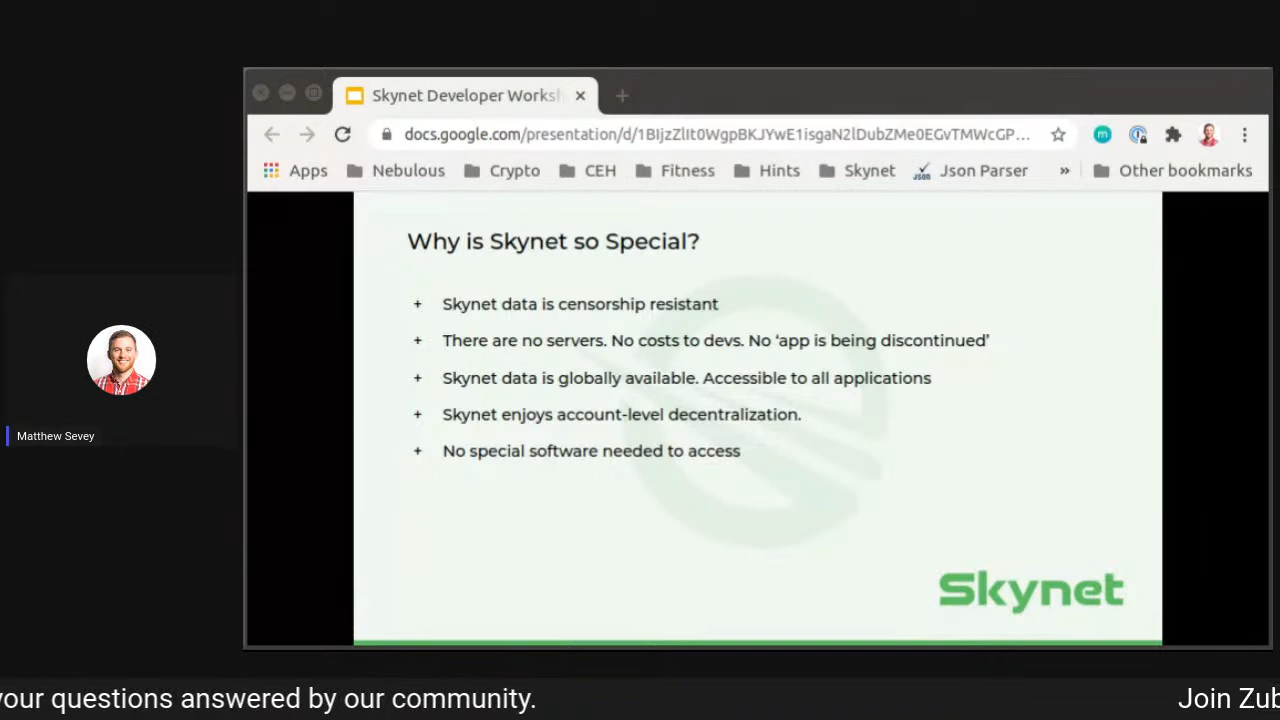 Skynet Developer Worksh
docs.google.com/presentation/d/1BIjzZlIt0WgpBKJYwE1isgaN2lDubZMe0EGvTMWcGP...
Apps Nebulous Crypto CEH Fitness Hints Skynet Json Parser » Other bookmarks
Why is Skynet so Special?
+ Skynet data is censorship resistant
+ There are no servers. No costs to devs. No ‘app is being discontinued’
+ Skynet data is globally available. Accessible to all applications
+ Skynet enjoys account-level decentralization.
+ No special software needed to access
Skynet
Matthew Sevey
your questions answered by our community.
Join Zub